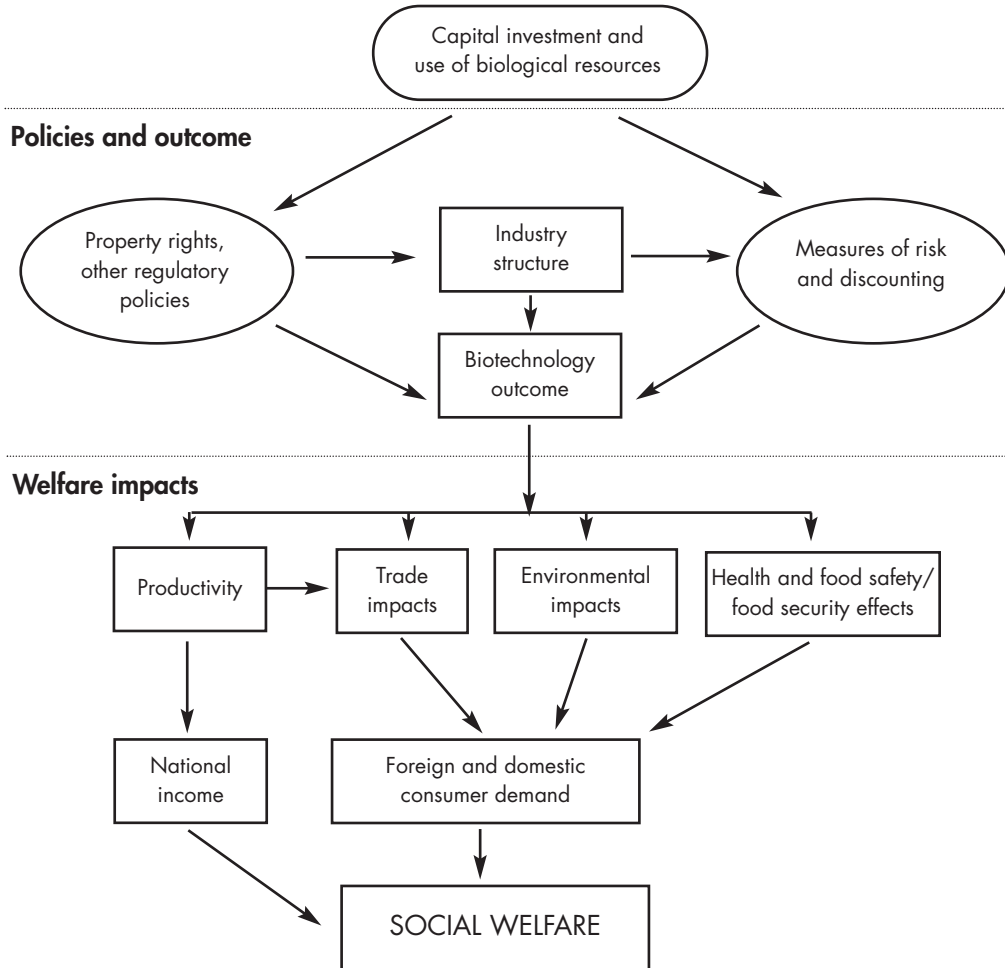 Capital investment and
use of biological resources
Policies and outcome
Property rights,
other regulatory
policies
Industry
structure
Measures of risk
and discounting
Biotechnology
outcome
Welfare impacts
Productivity
Trade
impacts
Environmental
impacts
Health and food safety/
food security effects
National
income
Foreign and domestic
consumer demand
SOCIAL WELFARE